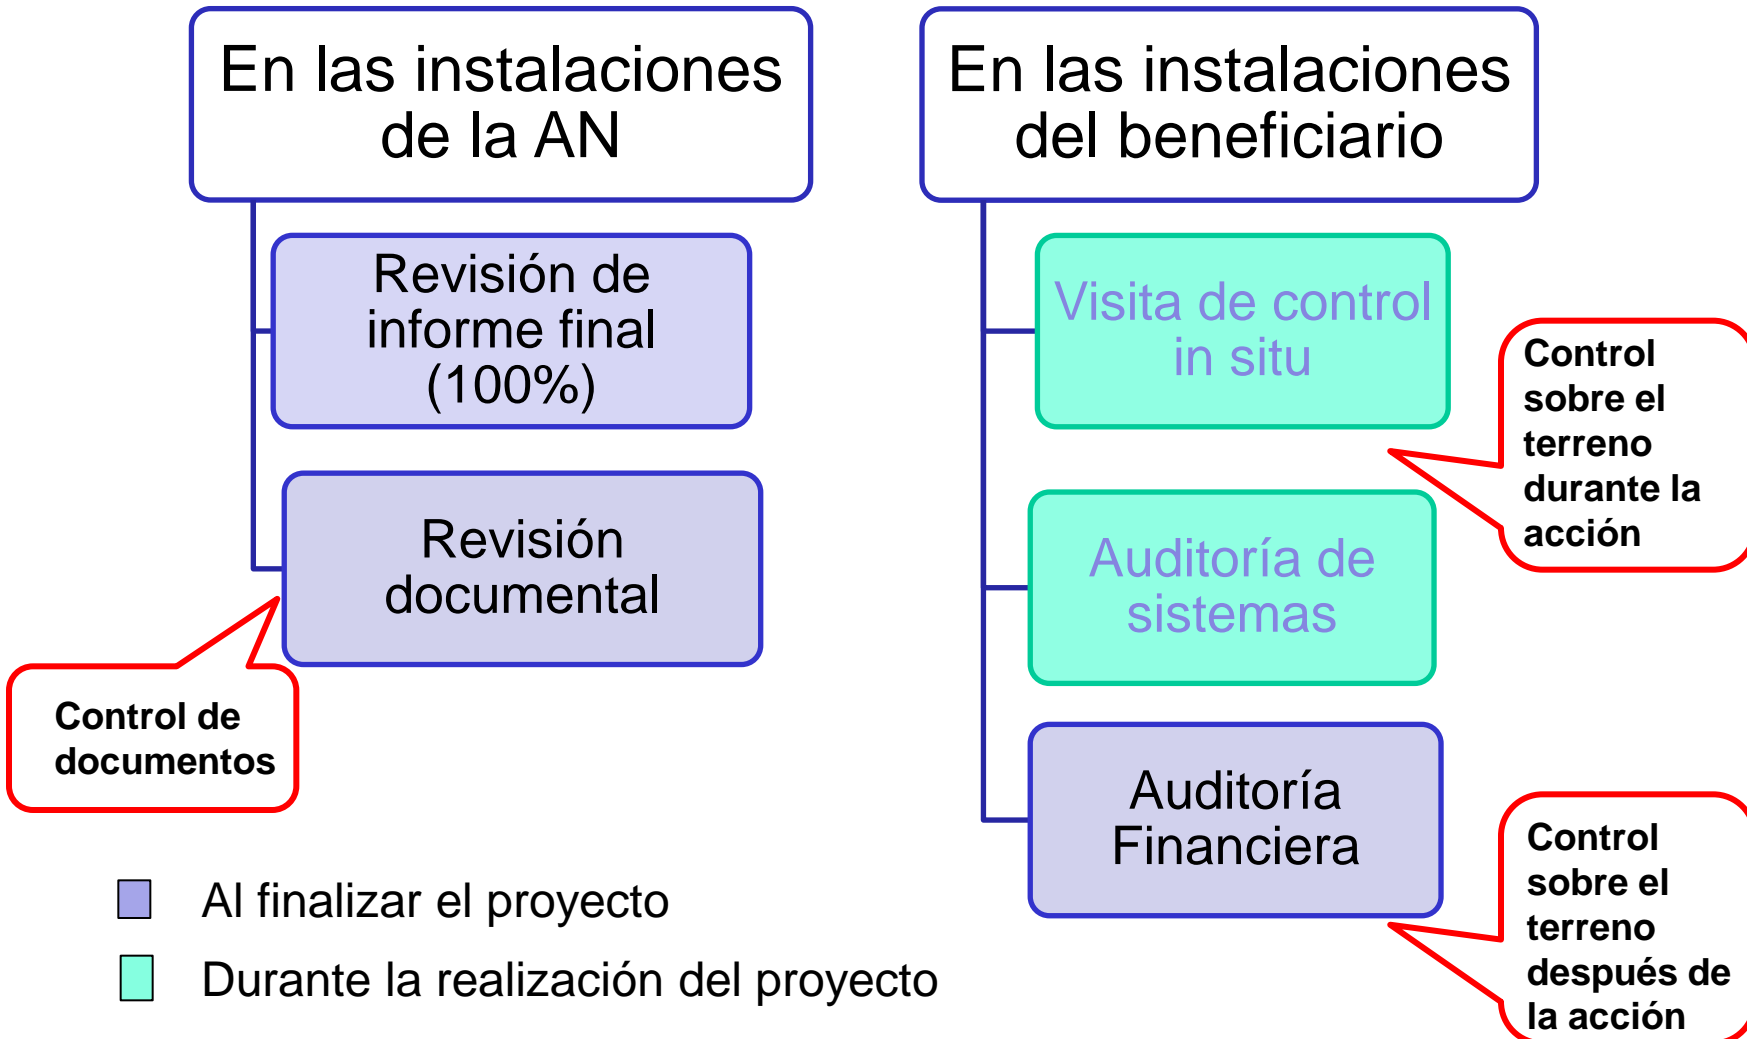 En las instalaciones
de la AN
Revisión de
informe final
(100%)
Revisión
documental
Control de
documentos
En las instalaciones
del beneficiario
Visita de control
in situ
Control
sobre el
terreno
durante la
acción
Auditoría de
sistemas
Auditoría
Financiera
Control
sobre el
terreno
después de
la acción
Al finalizar el proyecto
Durante la realización del proyecto